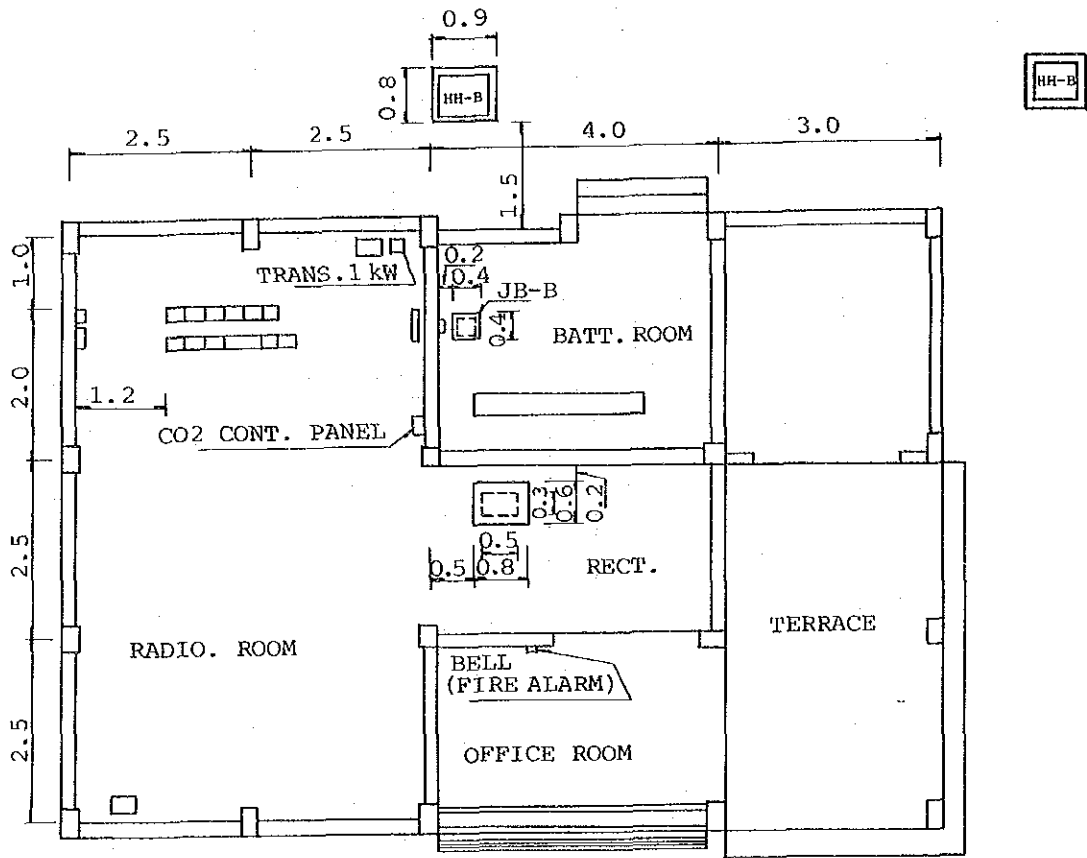 0.9
HH-B
0.8
HH-B
2.5
2.5
4.0
3.0
1.5
1.0
TRANS.1 kW
0.2
0.4
JB-B
0.4
BATT. ROOM
2.0
1.2
CO2 CONT. PANEL
0.3
0.6
0.2
2.5
0.5
0.5
0.8
RECT.
RADIO. ROOM
TERRACE
BELL
(FIRE ALARM)
2.5
OFFICE ROOM